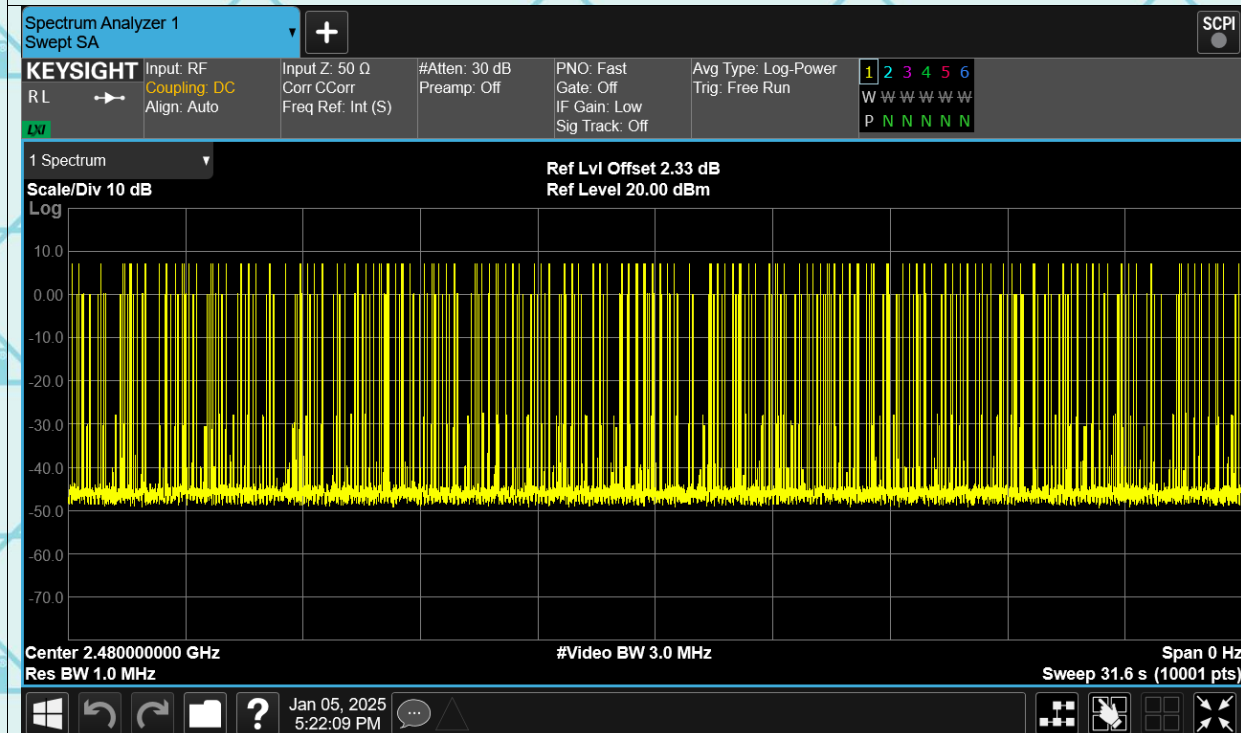 Spectrum Analyzer 1
Swept SA
+
SCPI
KEYSIGHT
RL
LXI
Input: RF
Coupling: DC
Align: Auto
Input Z: 50 Ω
Corr CCorr
Freq Ref: Int (S)
#Atten: 30 dB
Preamp: Off
PNO: Fast
Gate: Off
IF Gain: Low
Sig Track: Off
Avg Type: Log-Power
Trig: Free Run
1 2 3 4 5 6
W W W W W W
P N N N N N
1 Spectrum
Scale/Div 10 dB
Ref Lvl Offset 2.33 dB
Ref Level 20.00 dBm
Log
10.0
0.00
-10.0
-20.0
-30.0
-40.0
-50.0
-60.0
-70.0
Center 2.480000000 GHz
#Video BW 3.0 MHz
Span 0 Hz
Res BW 1.0 MHz
Sweep 31.6 s (10001 pts)
?
Jan 05, 2025
5:22:09 PM